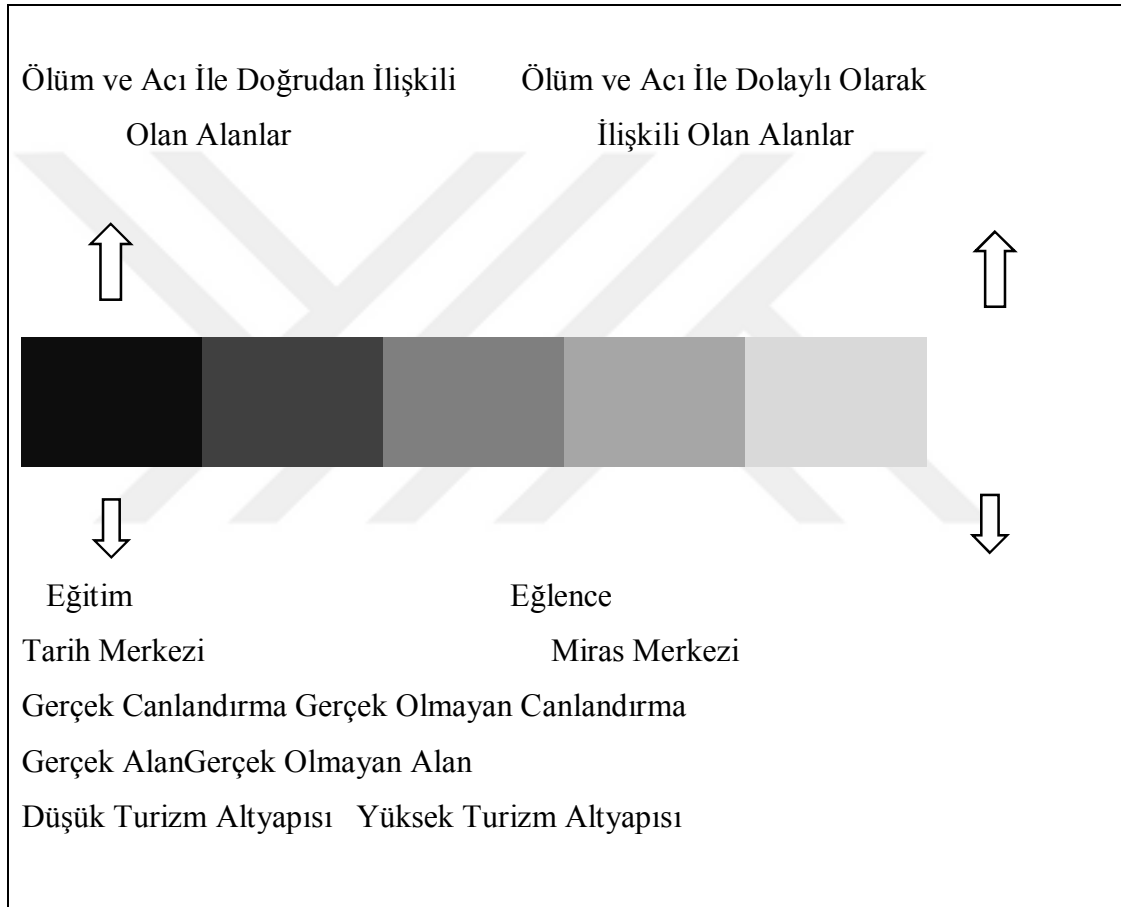 Ölüm ve Acı İle Doğrudan İlişkili Olan Alanlar
Ölüm ve Acı İle Dolaylı Olarak İlişkili Olan Alanlar
Eğitim Eğlence
Tarih Merkezi Miras Merkezi
Gerçek Canlandırma Gerçek Olmayan Canlandırma
Gerçek AlanGerçek Olmayan Alan
Düşük Turizm Altyapısı Yüksek Turizm Altyapısı